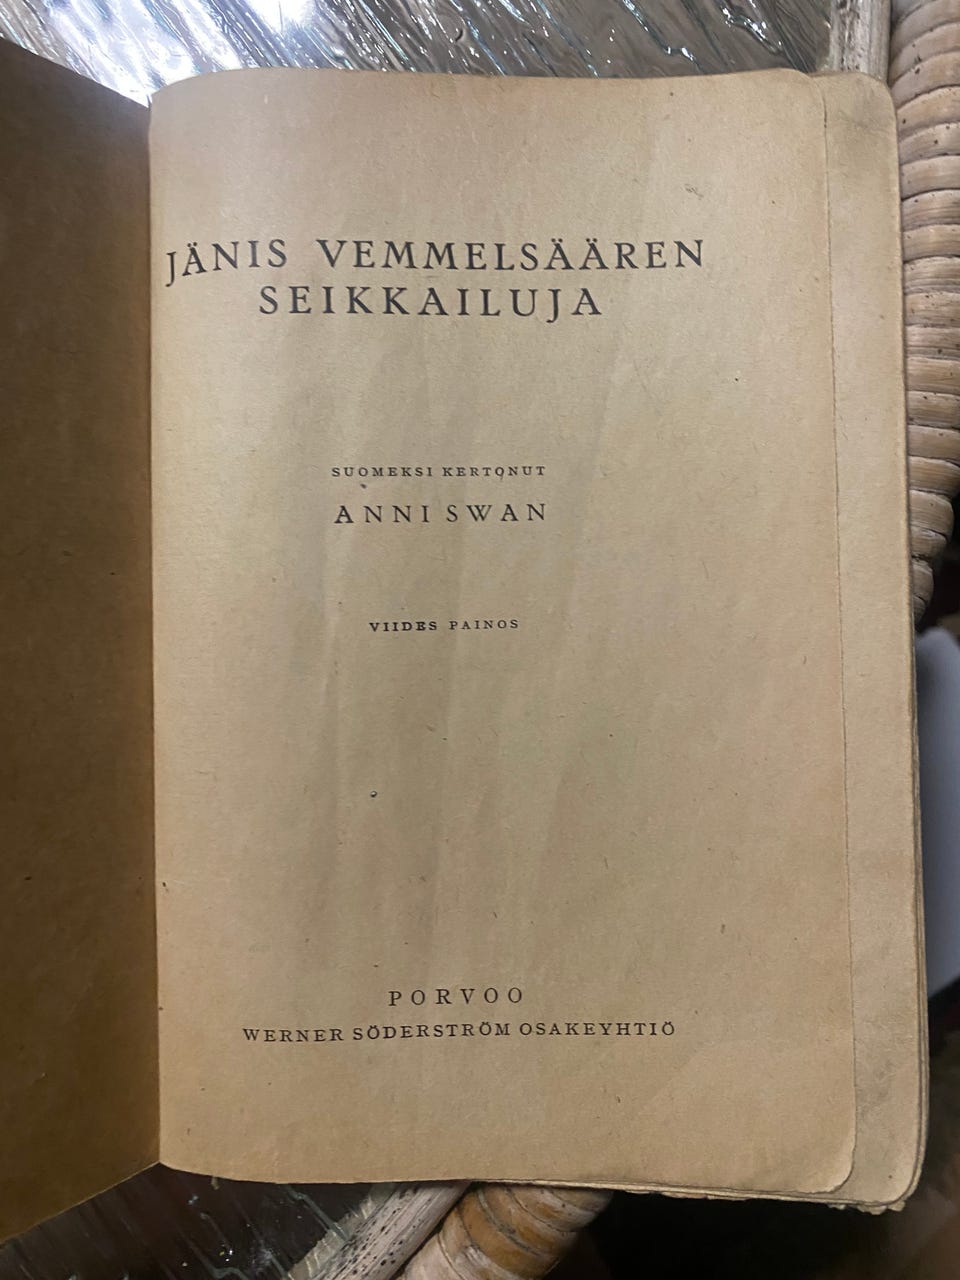 JÄNIS VEMMELSÄÄREN
SEIKKAILUJA
SUOMEKSI KERTONUT
ANNI SWAN
VIIDES PAINOS
PORVOO
WERNER SÖDERSTRÖM OSAKEYHTIÖ